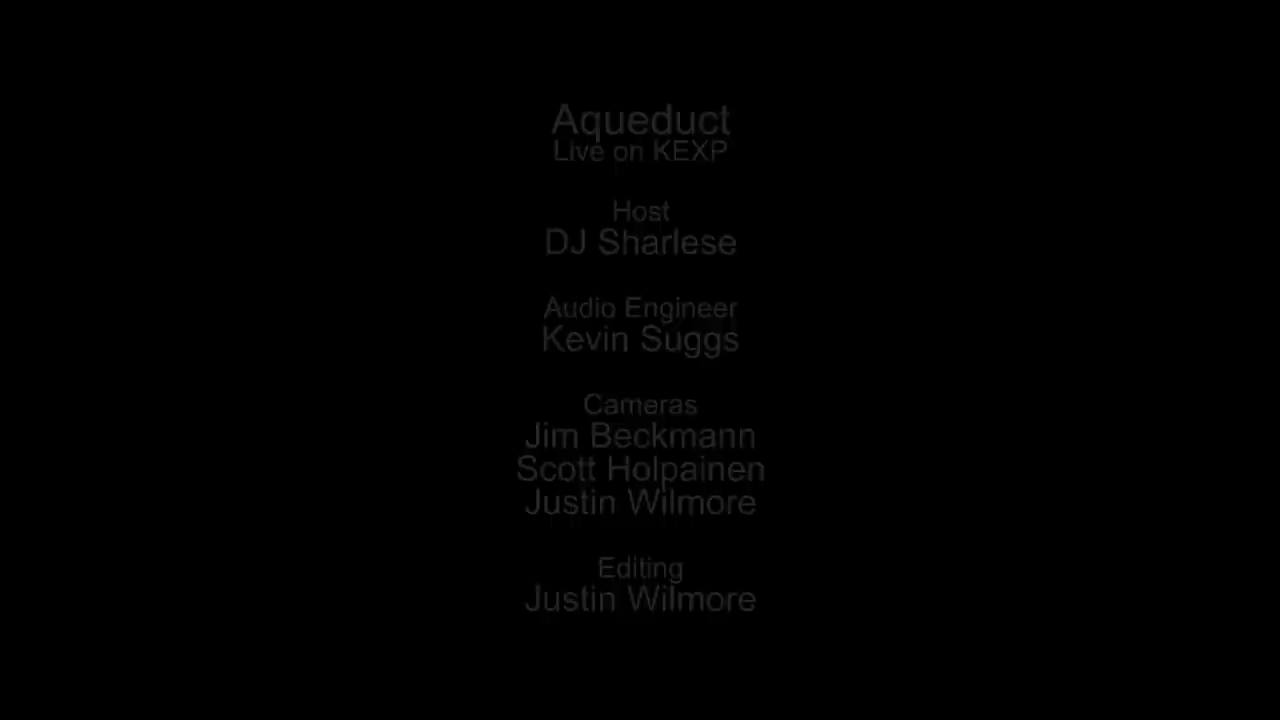 Aqueduct
Live on KEXP
Host
DJ Sharlese
Audio Engineer
Kevin Suggs
Cameras
Jim Beckmann
Scott Holpainen
Justin Wilmore
Editing
Justin Wilmore